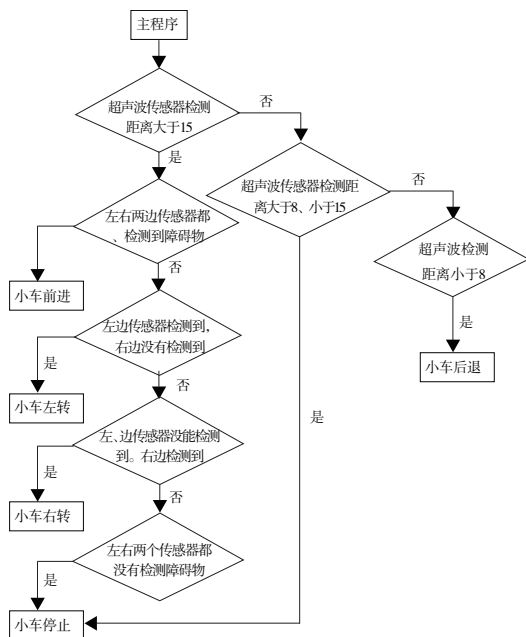 主程序
超声波传感器检测
距离大于15
否
是
超声波传感器检测距
离大于8、小于15
否
左右两边传感器都
、检测到障碍物
超声波检测
距离小于8
否
小车前进
左边传感器检测到，
右边没有检测到
是
是
小车后退
小车左转
否
左、边传感器没能检测
到。右边检测到
是
是
否
小车右转
左右两个传感器都
没有检测障碍物
是
小车停止